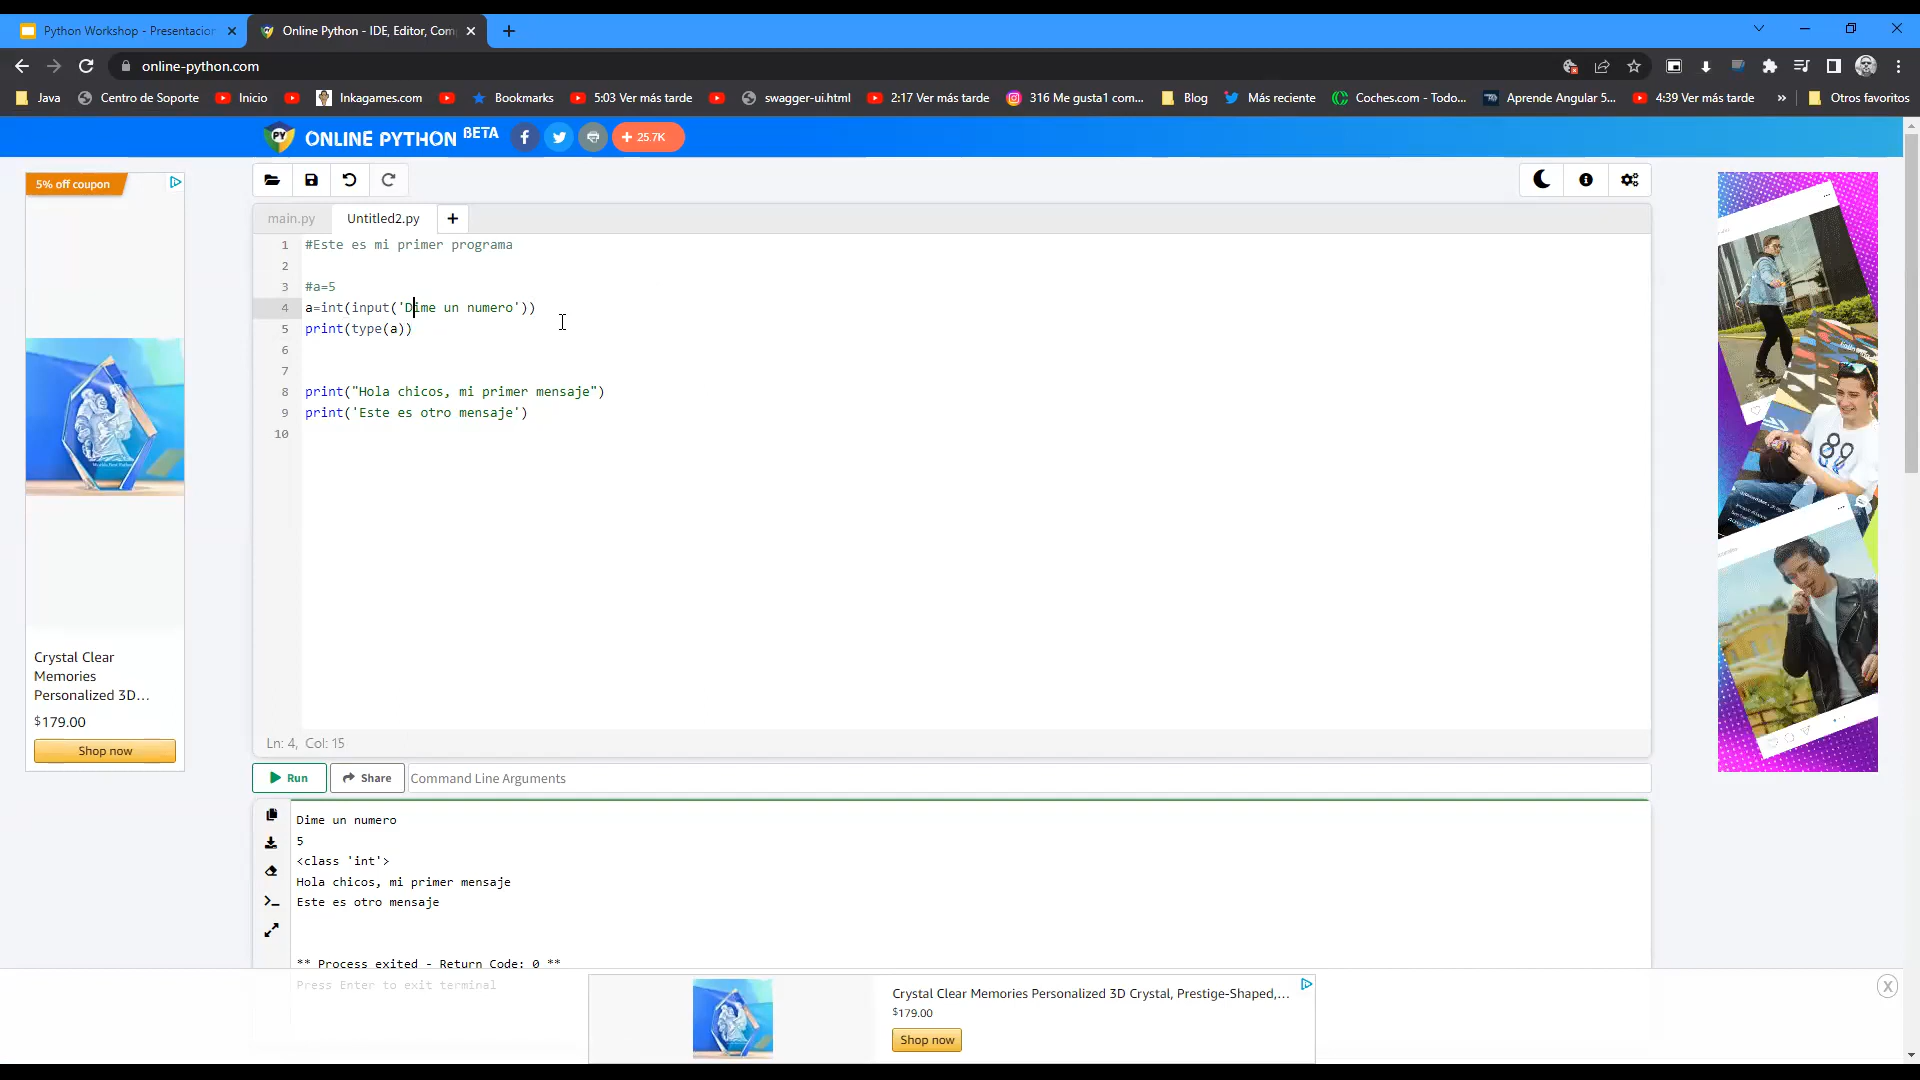 Python Workshop - Presentacion
Online Python - IDE, Editor, Com
online-python.com
Java
Centro de Soporte
Inicio
Inkagames.com
Bookmarks
5:03 Ver más tarde
swagger-ui.html
2:17 Ver más tarde
316 Me gusta1 com...
Blog
Más reciente
Coches.com - Todo...
Aprende Angular 5...
4:39 Ver más tarde
»
Otros favoritos
PY
ONLINE PYTHON BETA
+ 25.7K
5% off coupon
main.py
Untitled2.py
1 #Este es mi primer programa
2
3 #a=5
4 a=int(input('Dime un numero'))
5 print(type(a))
6
7
8 print("Hola chicos, mi primer mensaje")
9 print('Este es otro mensaje')
10
89
Crystal Clear
Memories
Personalized 3D...
$179.00
Shop now
Ln: 4, Col: 15
Run
Share
Command Line Arguments
Dime un numero
5
<class 'int'>
Hola chicos, mi primer mensaje
Este es otro mensaje
** Process exited - Return Code: 0 **
Press Enter to exit terminal
Crystal Clear Memories Personalized 3D Crystal, Prestige-Shaped,...
$179.00
Shop now
X